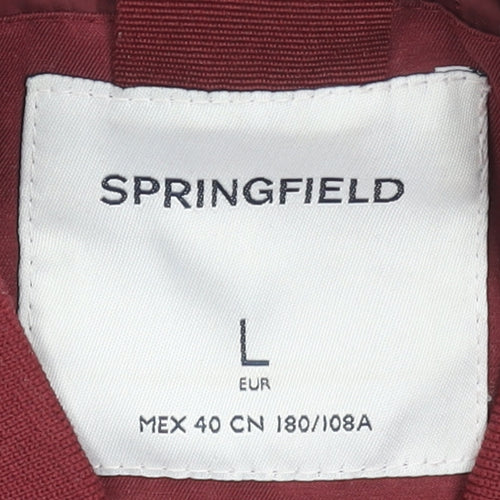 SPRINGFIELD
L
EUR
MEX 40 CN 180/108A